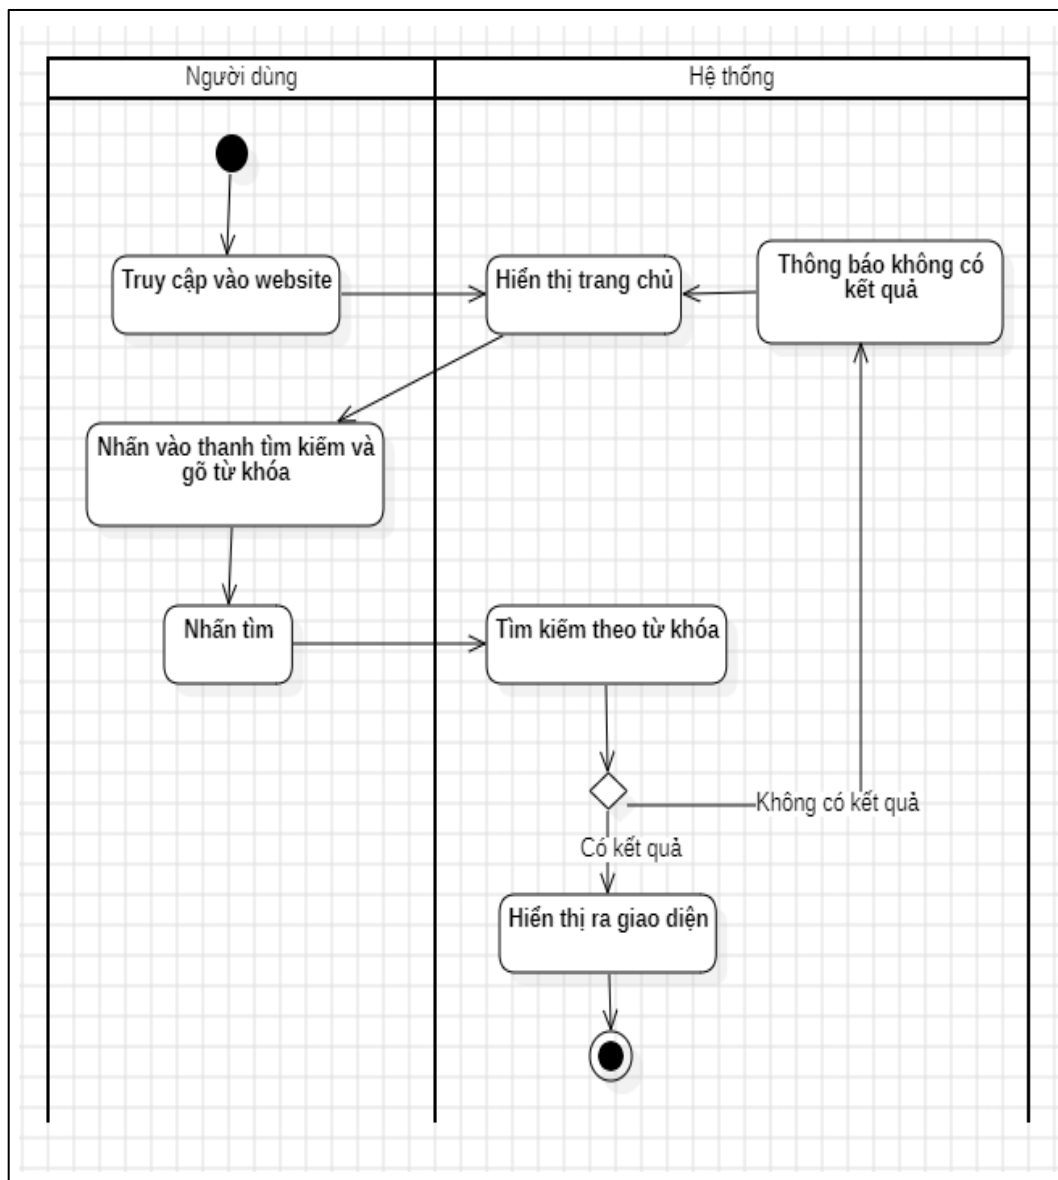 Người dùng
Hệ thống
Truy cập vào website
Hiển thị trang chủ
Thông báo không có
kết quả
Nhấn vào thanh tìm kiếm và
gõ từ khóa
Nhấn tìm
Tìm kiếm theo từ khóa
Không có kết quả
Có kết quả
Hiển thị ra giao diện